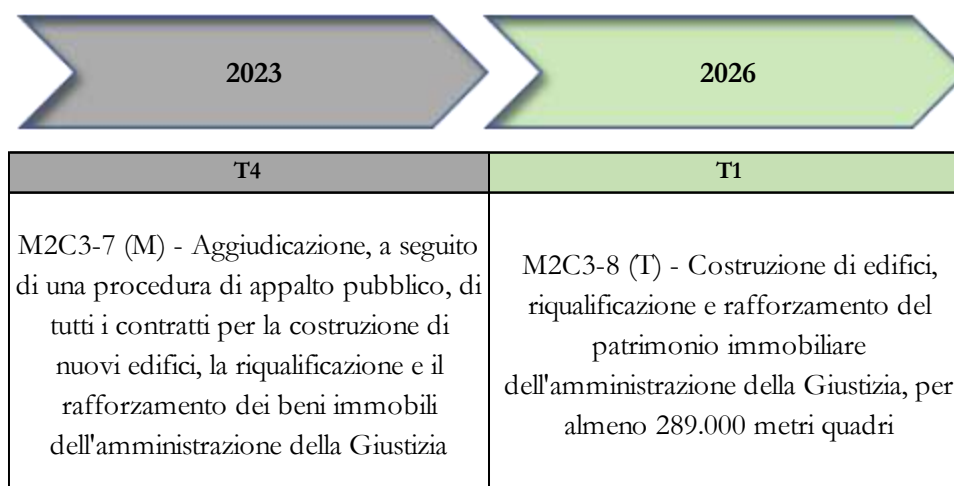 2023
2026
T4
T1
M2C3-7 (M) - Aggiudicazione, a seguito
di una procedura di appalto pubblico, di
tutti i contratti per la costruzione di
nuovi edifici, la riqualificazione e il
rafforzamento dei beni immobili
dell'amministrazione della Giustizia
M2C3-8 (T) - Costruzione di edifici,
riqualificazione e rafforzamento del
patrimonio immobiliare
dell'amministrazione della Giustizia, per
almeno 289.000 metri quadri